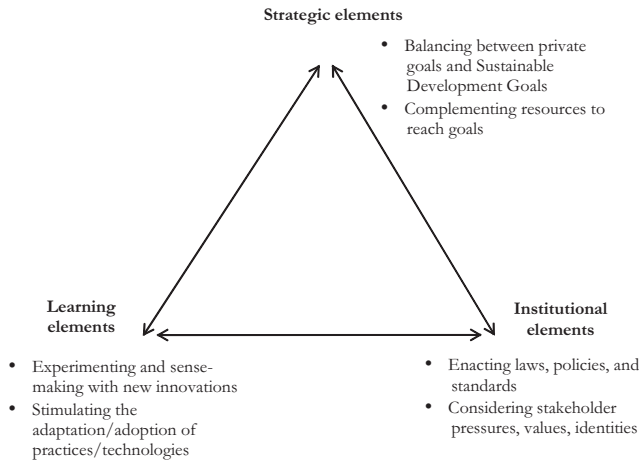 Strategic elements
• Balancing between private
goals and Sustainable
Development Goals
• Complementing resources to
reach goals
Learning
elements
• Experimenting and sense-
making with new innovations
• Stimulating the
adaptation/adoption of
practices/technologies
Institutional
elements
• Enacting laws, policies, and
standards
• Considering stakeholder
pressures, values, identities